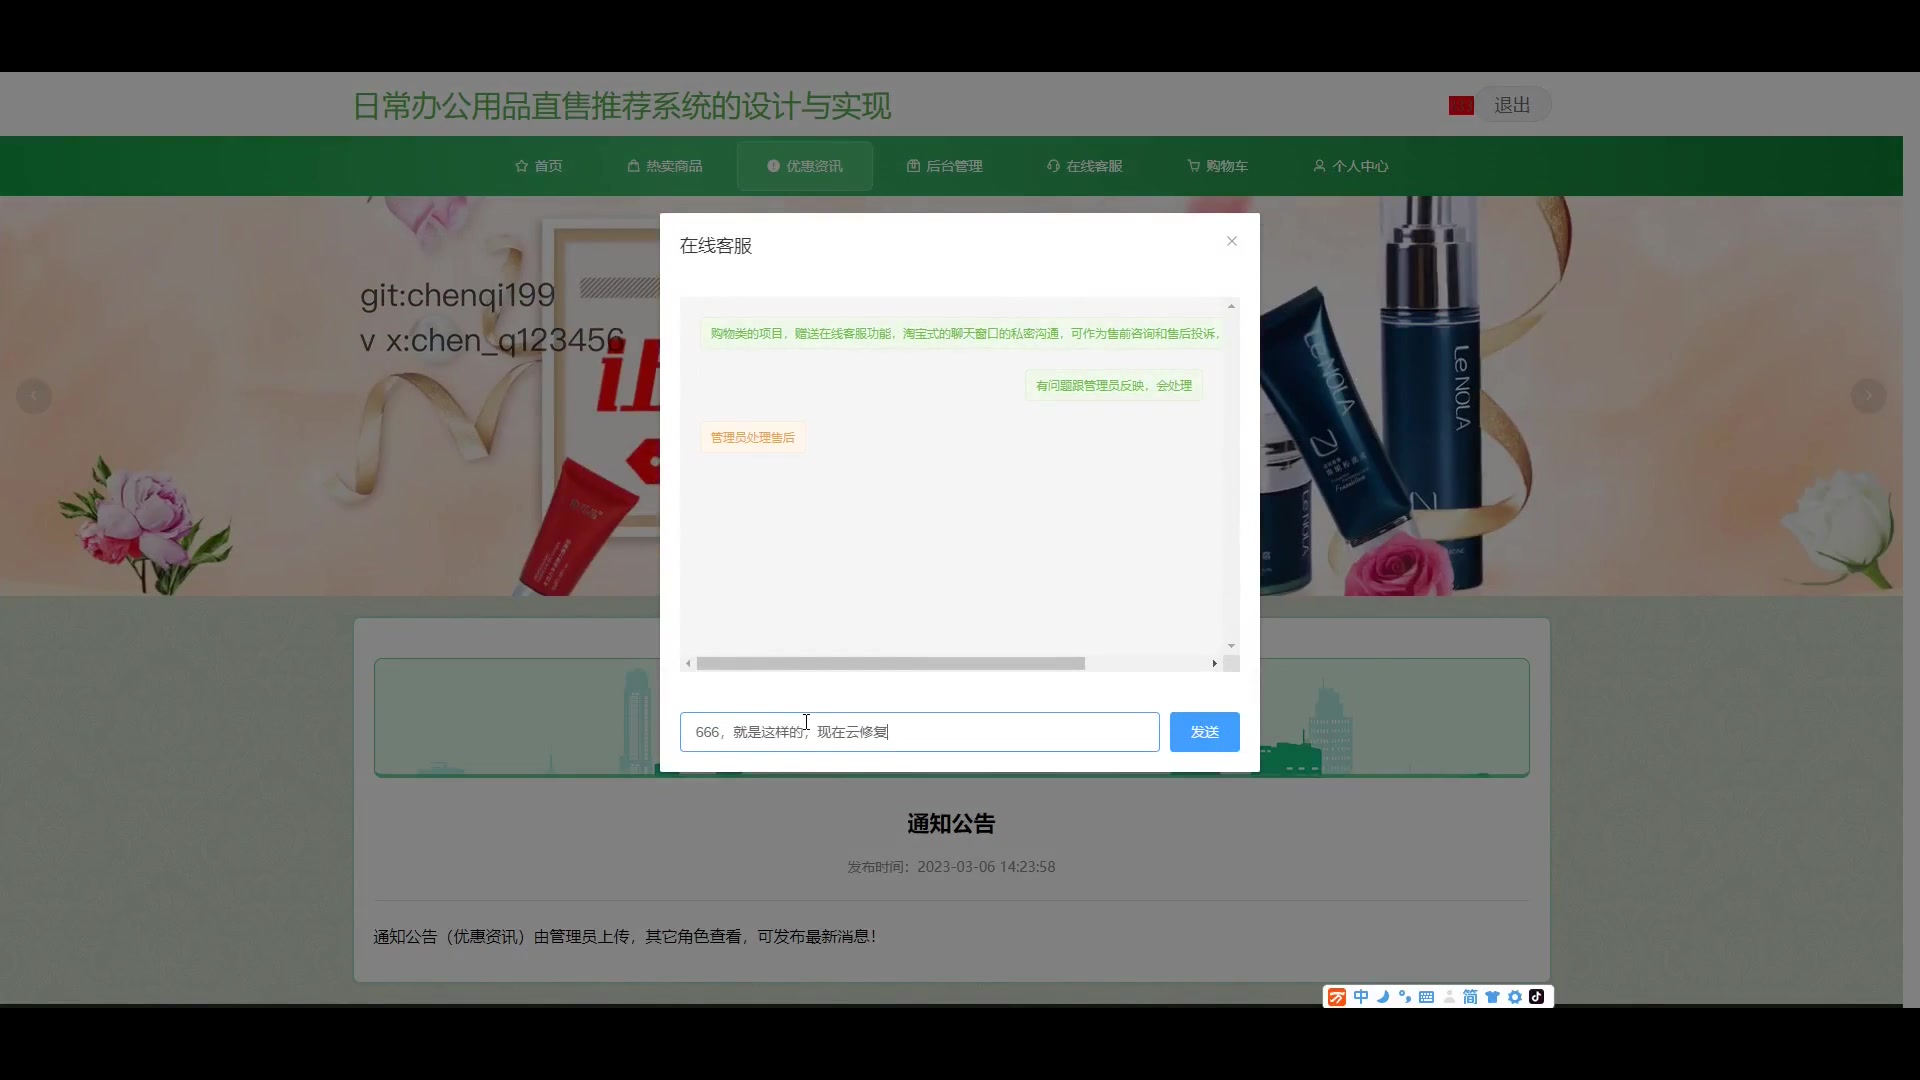 日常办公用品直售推荐系统的设计与实现
退出
首页
热卖商品
优惠资讯
后台管理
在线客服
购物车
个人中心
git:chenqi199
v x:chen_q123456
在线客服
购物类的项目，赠送在线客服功能，淘宝式的聊天窗口的私密沟通，可作为售前咨询和售后投诉，
有问题跟管理员反映，会处理
管理员处理售后
666，就是这样的，现在云修复
发送
Le NOLA
Le NOLA
Foundation
通知公告
发布时间：2023-03-06 14:23:58
通知公告（优惠资讯）由管理员上传，其它角色查看，可发布最新消息！
中
简